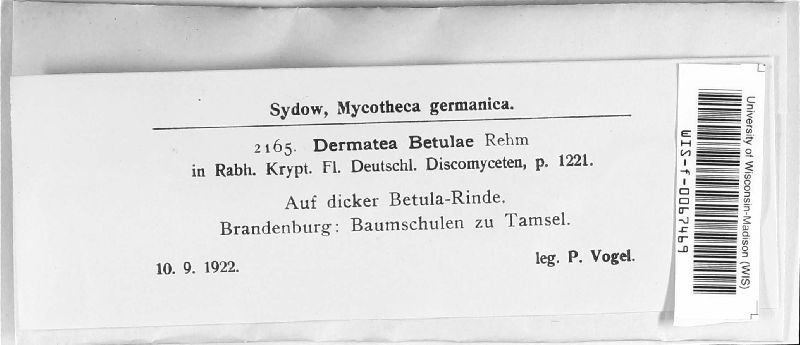 Sydow, Mycotheca germanica.
2165. Dermatea Betulae Rehm
in Rabh. Krypt. Fl. Deutschl. Discomyceten, p. 1221.
Auf dicker Betula-Rinde.
Brandenburg: Baumschulen zu Tamsel.
10. 9. 1922.
leg. P. Vogel.
University of Wisconsin-Madison (WIS)
WIS-f-0067469